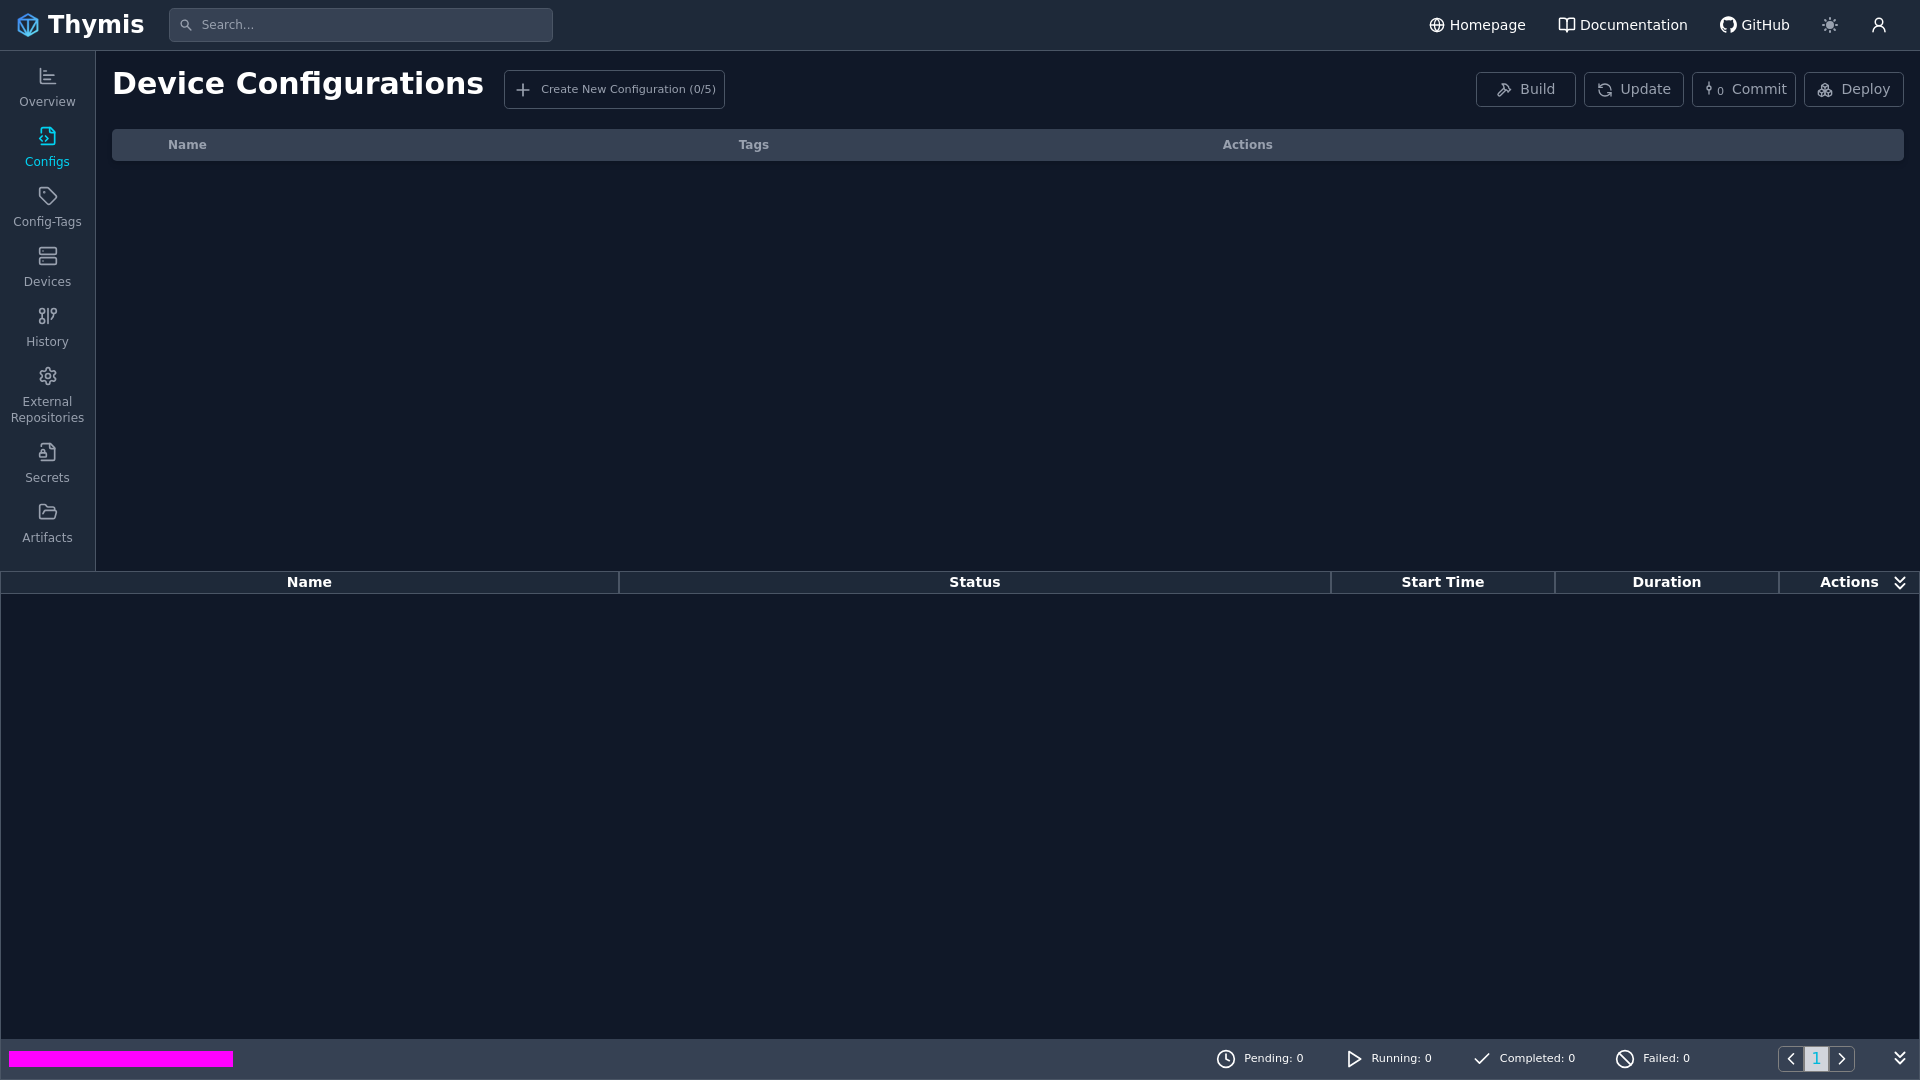 Thymis
Search...
Homepage
Documentation
GitHub
Overview
Configs
Config-Tags
Devices
History
External
Repositories
Secrets
Artifacts
Device Configurations
Create New Configuration (0/5)
Build
Update
0 Commit
Deploy
Name Tags Actions
Name Status Start Time Duration Actions
Pending: 0
Running: 0
Completed: 0
Failed: 0
1